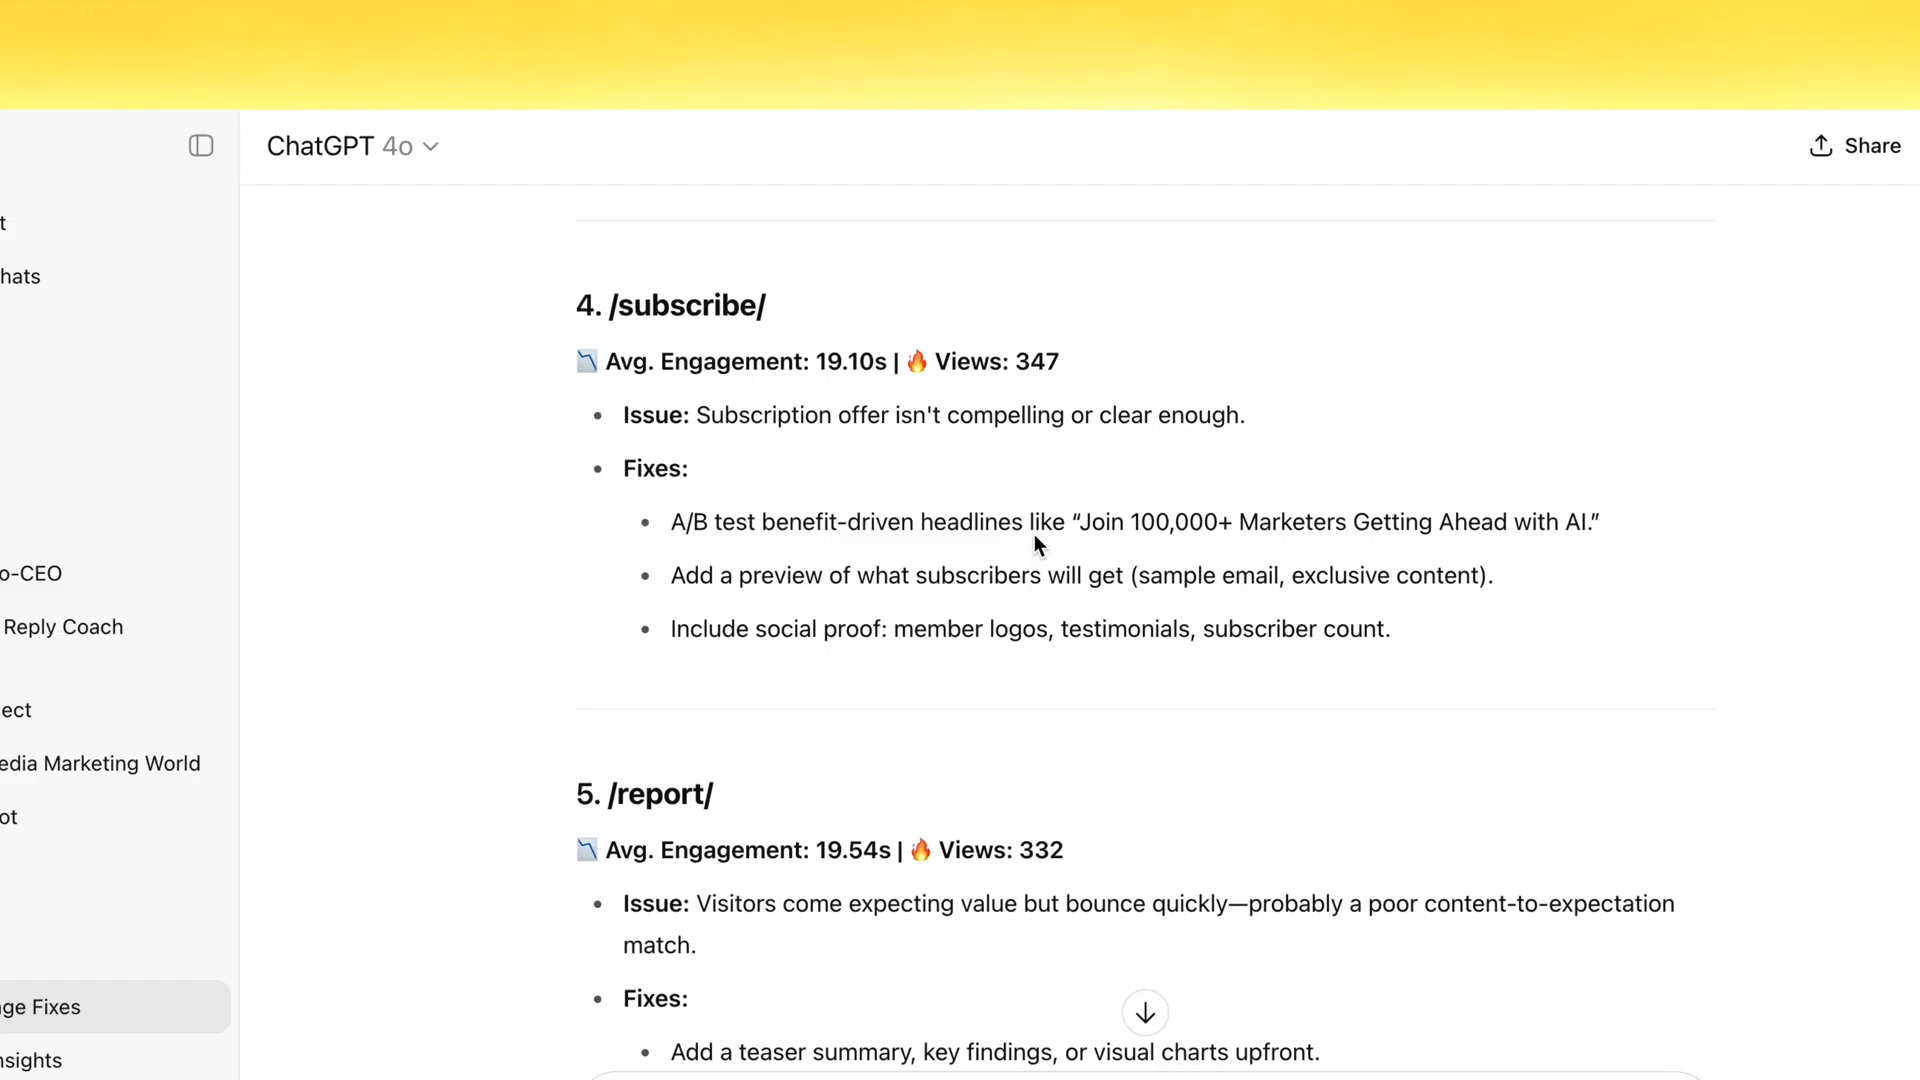 ChatGPT 4o
Share
t
hats
o-CEO
Reply Coach
ect
edia Marketing World
ot
ge Fixes
nsights
4. /subscribe/
📉 Avg. Engagement: 19.10s | 🔥 Views: 347
• Issue: Subscription offer isn't compelling or clear enough.
• Fixes:
• A/B test benefit-driven headlines like “Join 100,000+ Marketers Getting Ahead with AI.”
• Add a preview of what subscribers will get (sample email, exclusive content).
• Include social proof: member logos, testimonials, subscriber count.
5. /report/
📉 Avg. Engagement: 19.54s | 🔥 Views: 332
• Issue: Visitors come expecting value but bounce quickly—probably a poor content-to-expectation
match.
• Fixes:
• Add a teaser summary, key findings, or visual charts upfront.